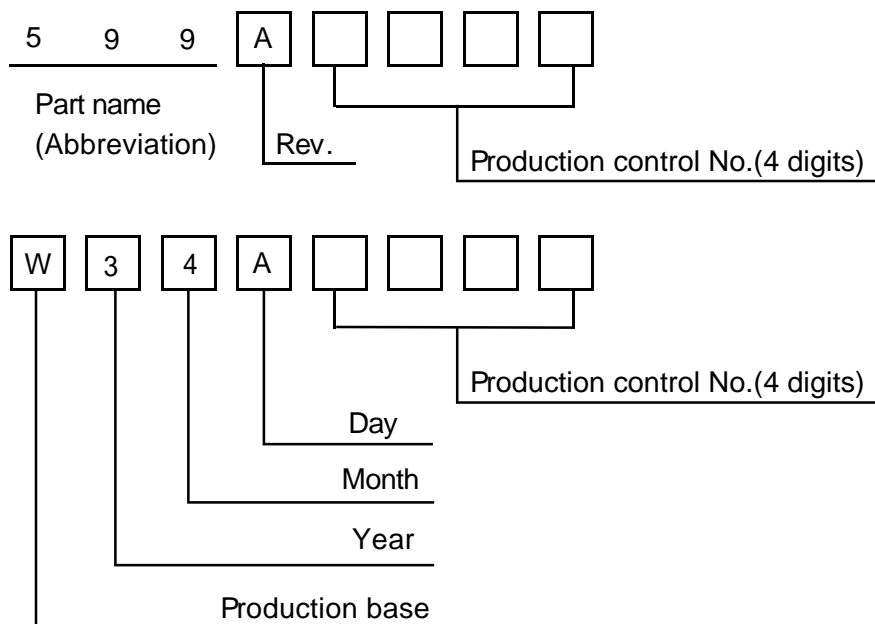 5 9 9 A
Part name
(Abbreviation)
Rev.
Production control No.(4 digits)
W 3 4 A
Production control No.(4 digits)
Day
Month
Year
Production base